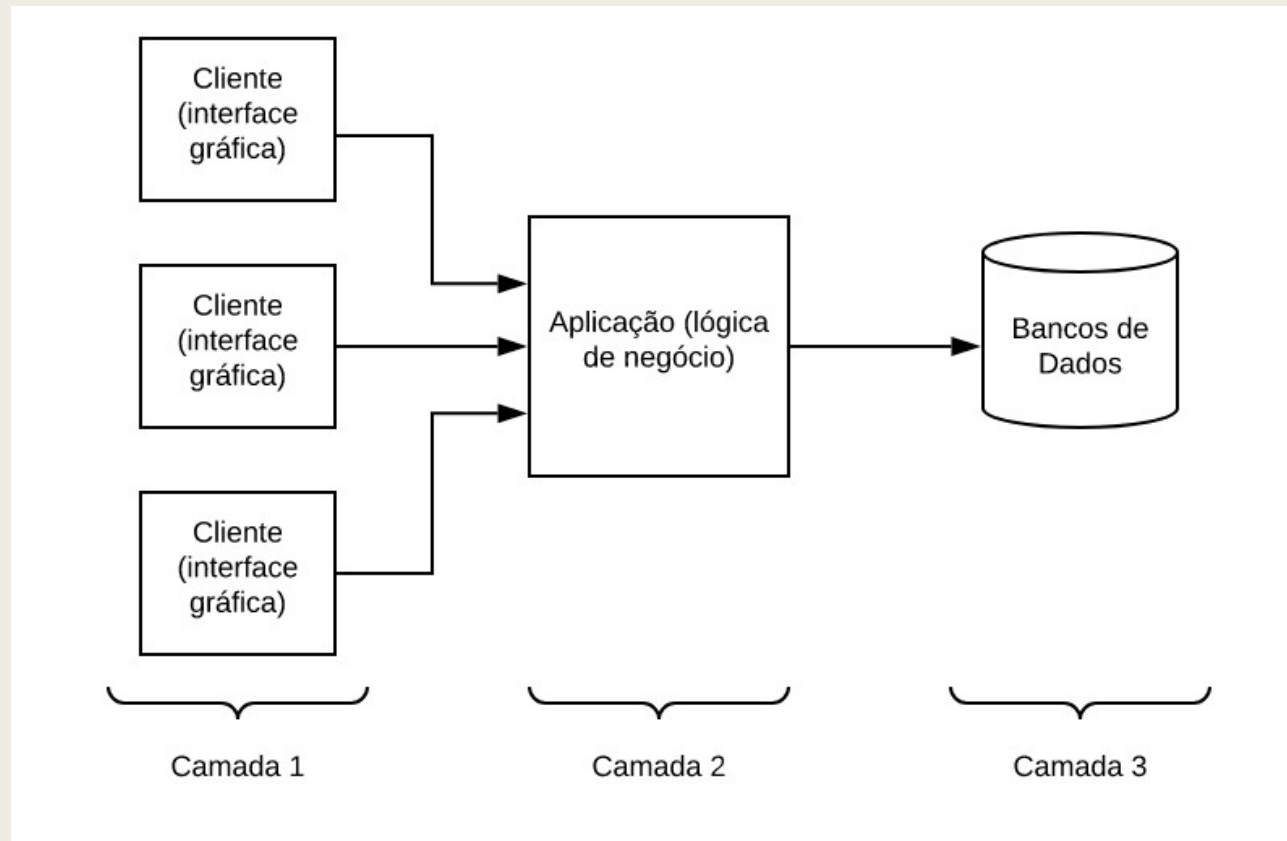 Cliente
(interface
gráfica)
Cliente
(interface
gráfica)
Cliente
(interface
gráfica)
Aplicação (lógica
de negócio)
Bancos de
Dados
Camada 1
Camada 2
Camada 3